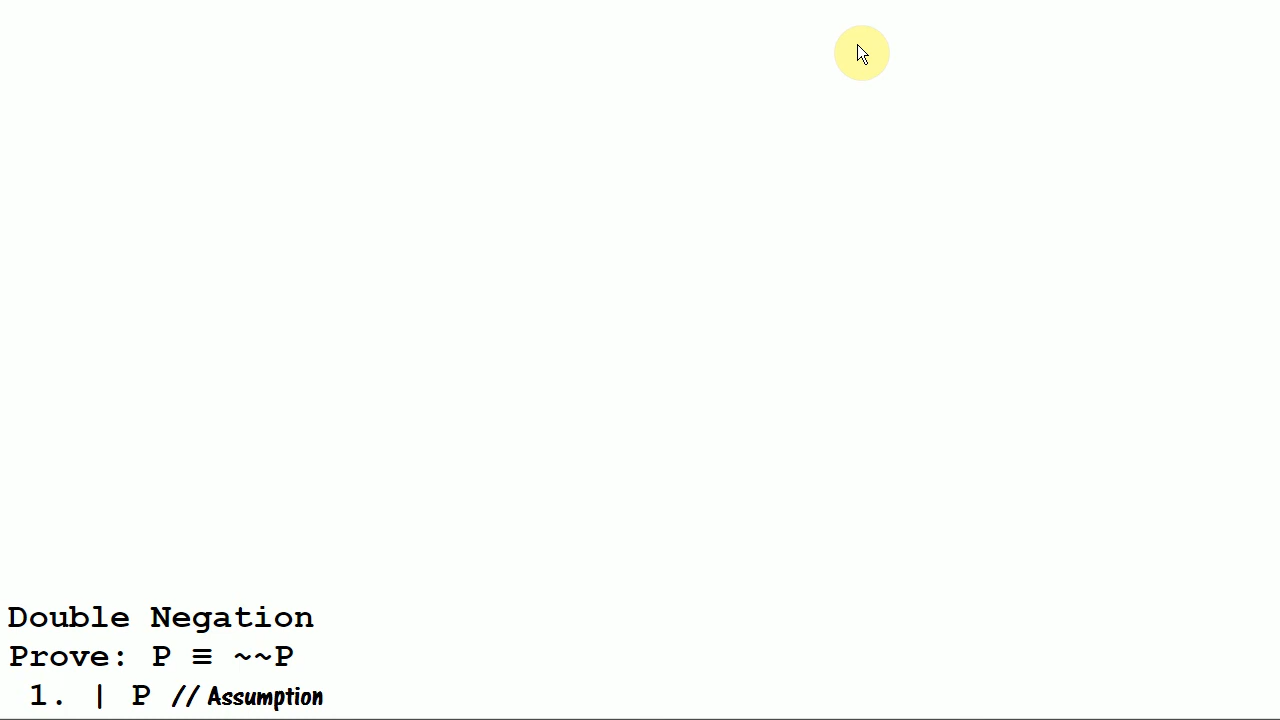 Double Negation
Prove: P ≡ ~~P
1. | P // Assumption